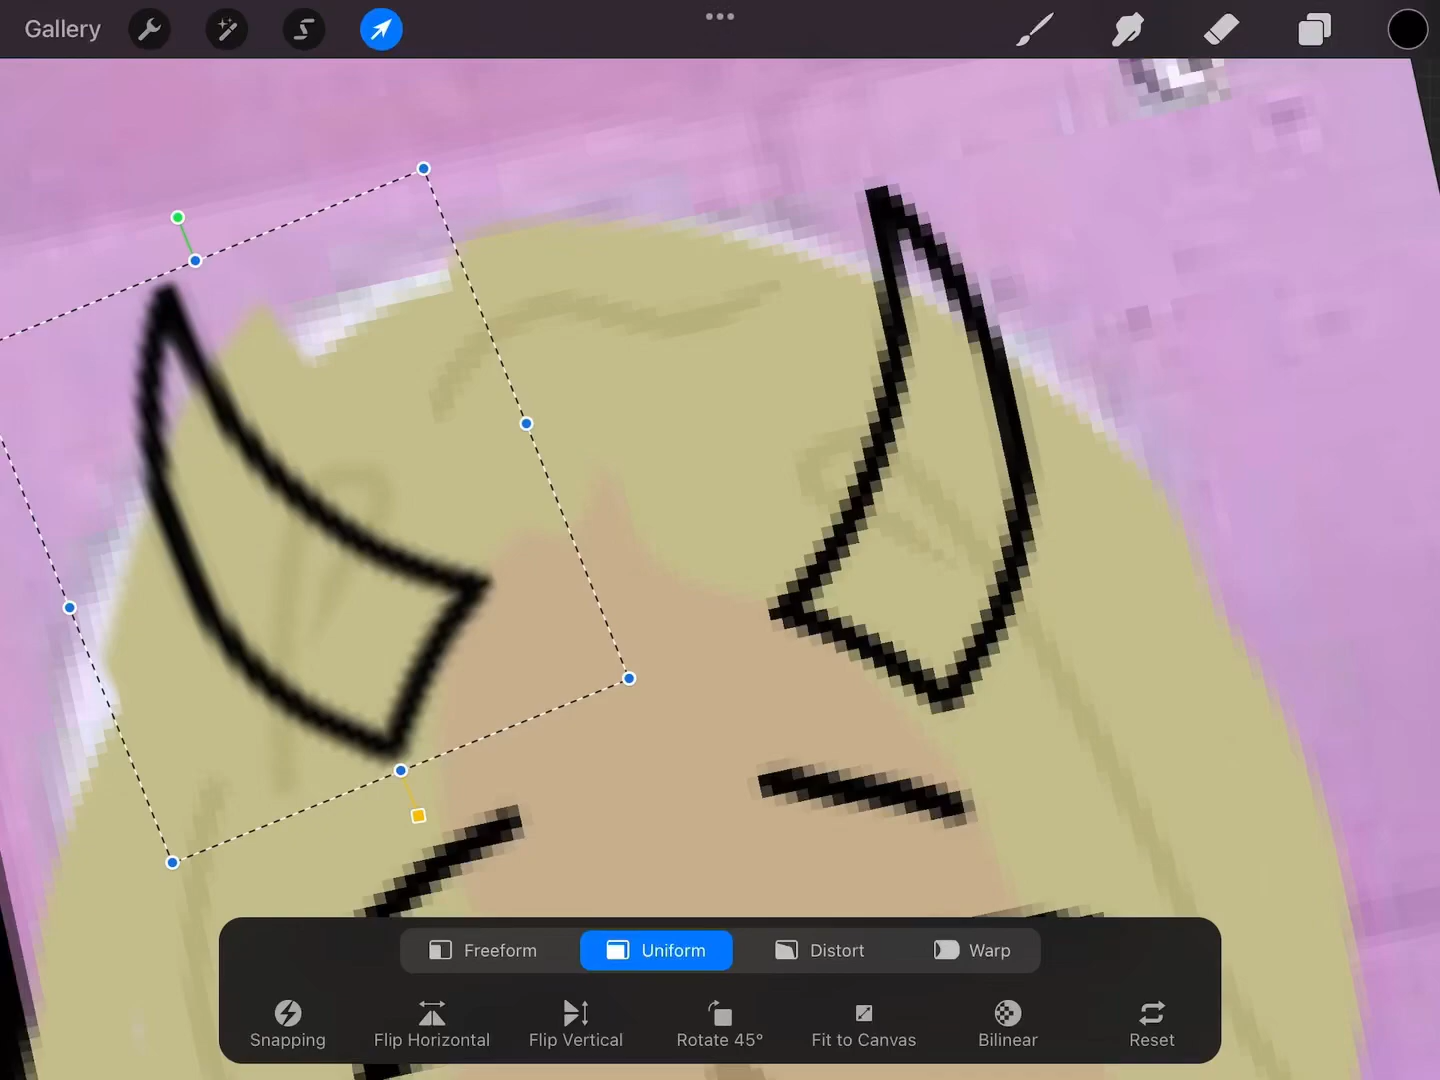 Gallery
Freeform Uniform Distort Warp
Snapping Flip Horizontal Flip Vertical Rotate 45° Fit to Canvas Bilinear Reset